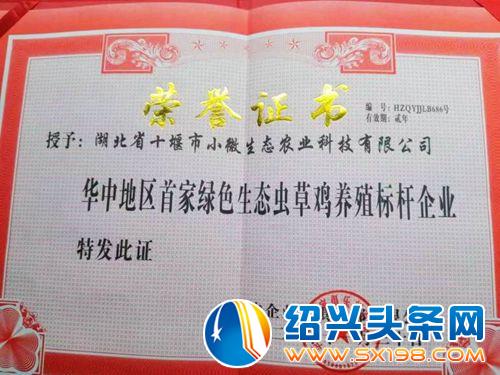 荣誉证书
编 号:HZQYJJLB686号
有效期:贰年
授予:湖北省十堰市小微生态农业科技有限公司
华中地区首家绿色生态虫草鸡养殖标杆企业
特发此证
绍兴头条网
www.sx198.com